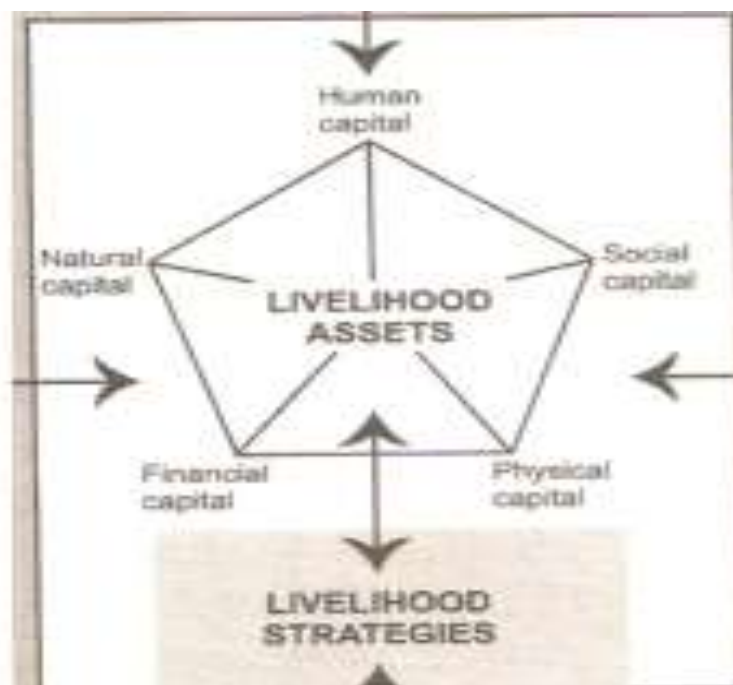 Human
capital
Natural
capital
Social
capital
LIVELIHOOD
ASSETS
Financial
capital
Physical
capital
LIVELIHOOD
STRATEGIES